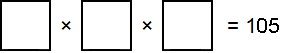 × × = 105